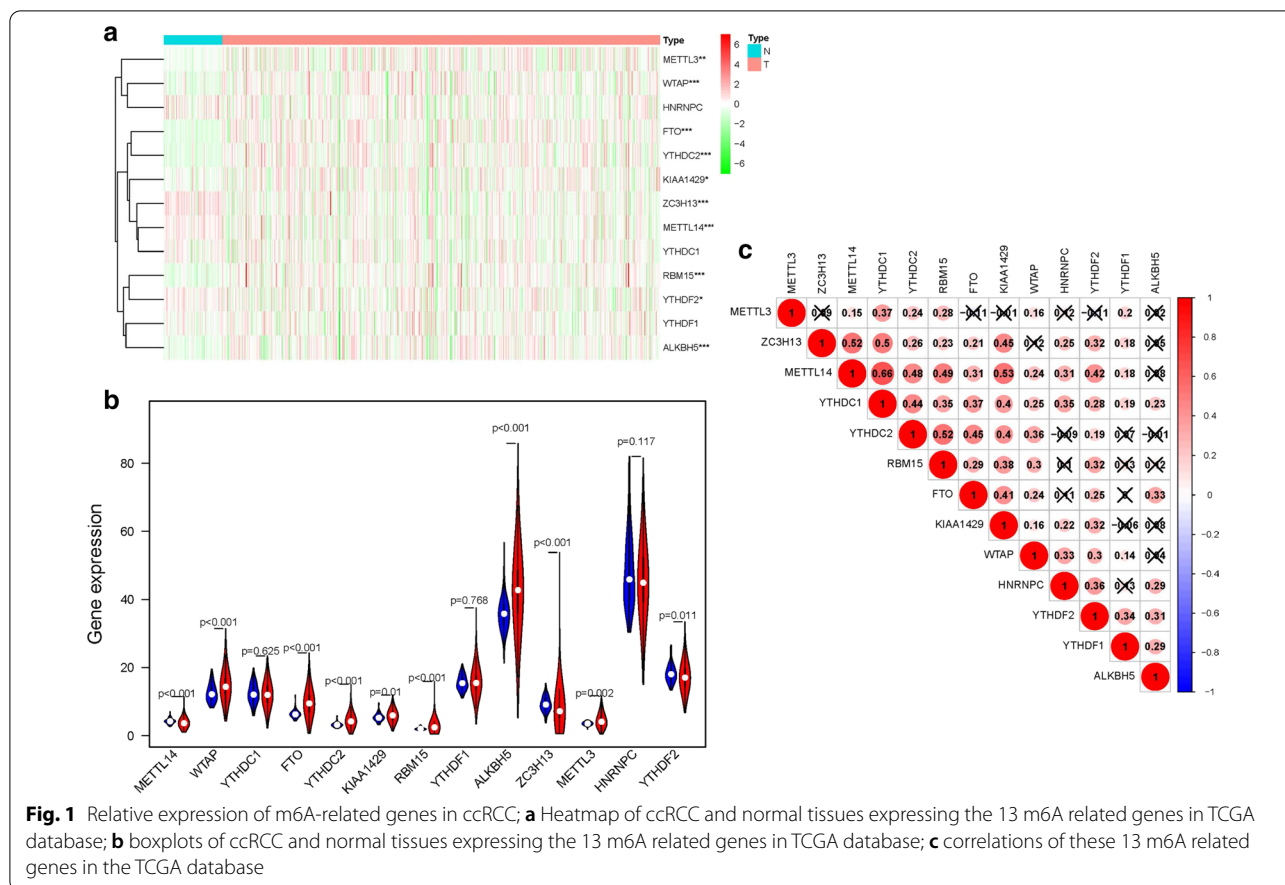 a
Type
METTL3**
WTAP***
HNRNPC
FTO***
YTHDC2***
KIAA1429*
ZC3H13***
METTL14***
YTHDC1
RBM15***
YTHDF2*
YTHDF1
ALKBH5***
6
4
2
0
−2
−4
−6
Type
N
T
b
Gene expression
80
60
40
20
0
p<0.001
p<0.001
p=0.625
p<0.001
p<0.001
p=0.01
p<0.001
p=0.768
p<0.001
p<0.001
p=0.002
p=0.117
p=0.011
METTL14
WTAP
YTHDC1
FTO
YTHDC2
KIAA1429
RBM15
YTHDF1
ALKBH5
ZC3H13
METTL3
HNRNPC
YTHDF2
c
METTL3
ZC3H13
METTL14
YTHDC1
YTHDC2
RBM15
FTO
KIAA1429
WTAP
HNRNPC
YTHDF2
YTHDF1
ALKBH5
METTL3 1 0.09 0.15 0.37 0.24 0.28 −0.11 −0.01 0.16 0.2
ZC3H13 1 0.52 0.5 0.26 0.23 0.21 0.45 0.25 0.32 0.18
METTL14 1 0.66 0.48 0.49 0.31 0.53 0.24 0.31 0.42 0.18
YTHDC1 1 0.44 0.35 0.37 0.4 0.25 0.35 0.28 0.19 0.23
YTHDC2 1 0.52 0.45 0.4 0.36 −0.09 0.19 −0.01
RBM15 1 0.29 0.38 0.3 0.32
FTO 1 0.41 0.24 0.25 0.33
KIAA1429 1 0.16 0.22 0.32 −0.06
WTAP 1 0.33 0.3 0.14
HNRNPC 1 0.36 0.29
YTHDF2 1 0.34 0.31
YTHDF1 1 0.29
ALKBH5 1
1
0.8
0.6
0.4
0.2
0
−0.2
−0.4
−0.6
−0.8
−1
Fig. 1 Relative expression of m6A-related genes in ccRCC; a Heatmap of ccRCC and normal tissues expressing the 13 m6A related genes in TCGA
database; b boxplots of ccRCC and normal tissues expressing the 13 m6A related genes in TCGA database; c correlations of these 13 m6A related
genes in the TCGA database